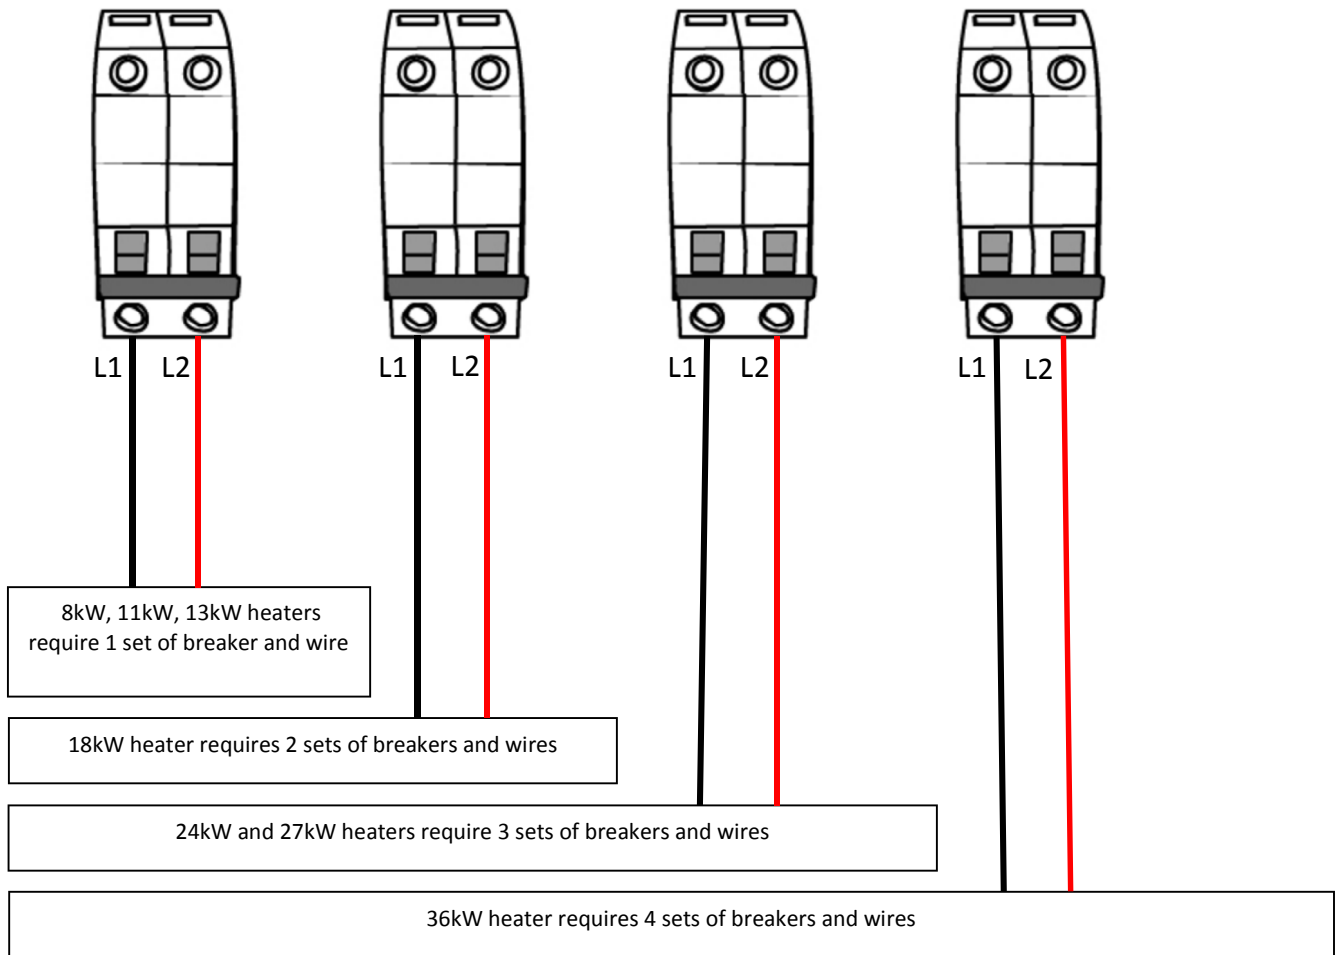 L1 L2 L1 L2 L1 L2 L1 L2
8kW, 11kW, 13kW heaters
require 1 set of breaker and wire
18kW heater requires 2 sets of breakers and wires
24kW and 27kW heaters require 3 sets of breakers and wires
36kW heater requires 4 sets of breakers and wires